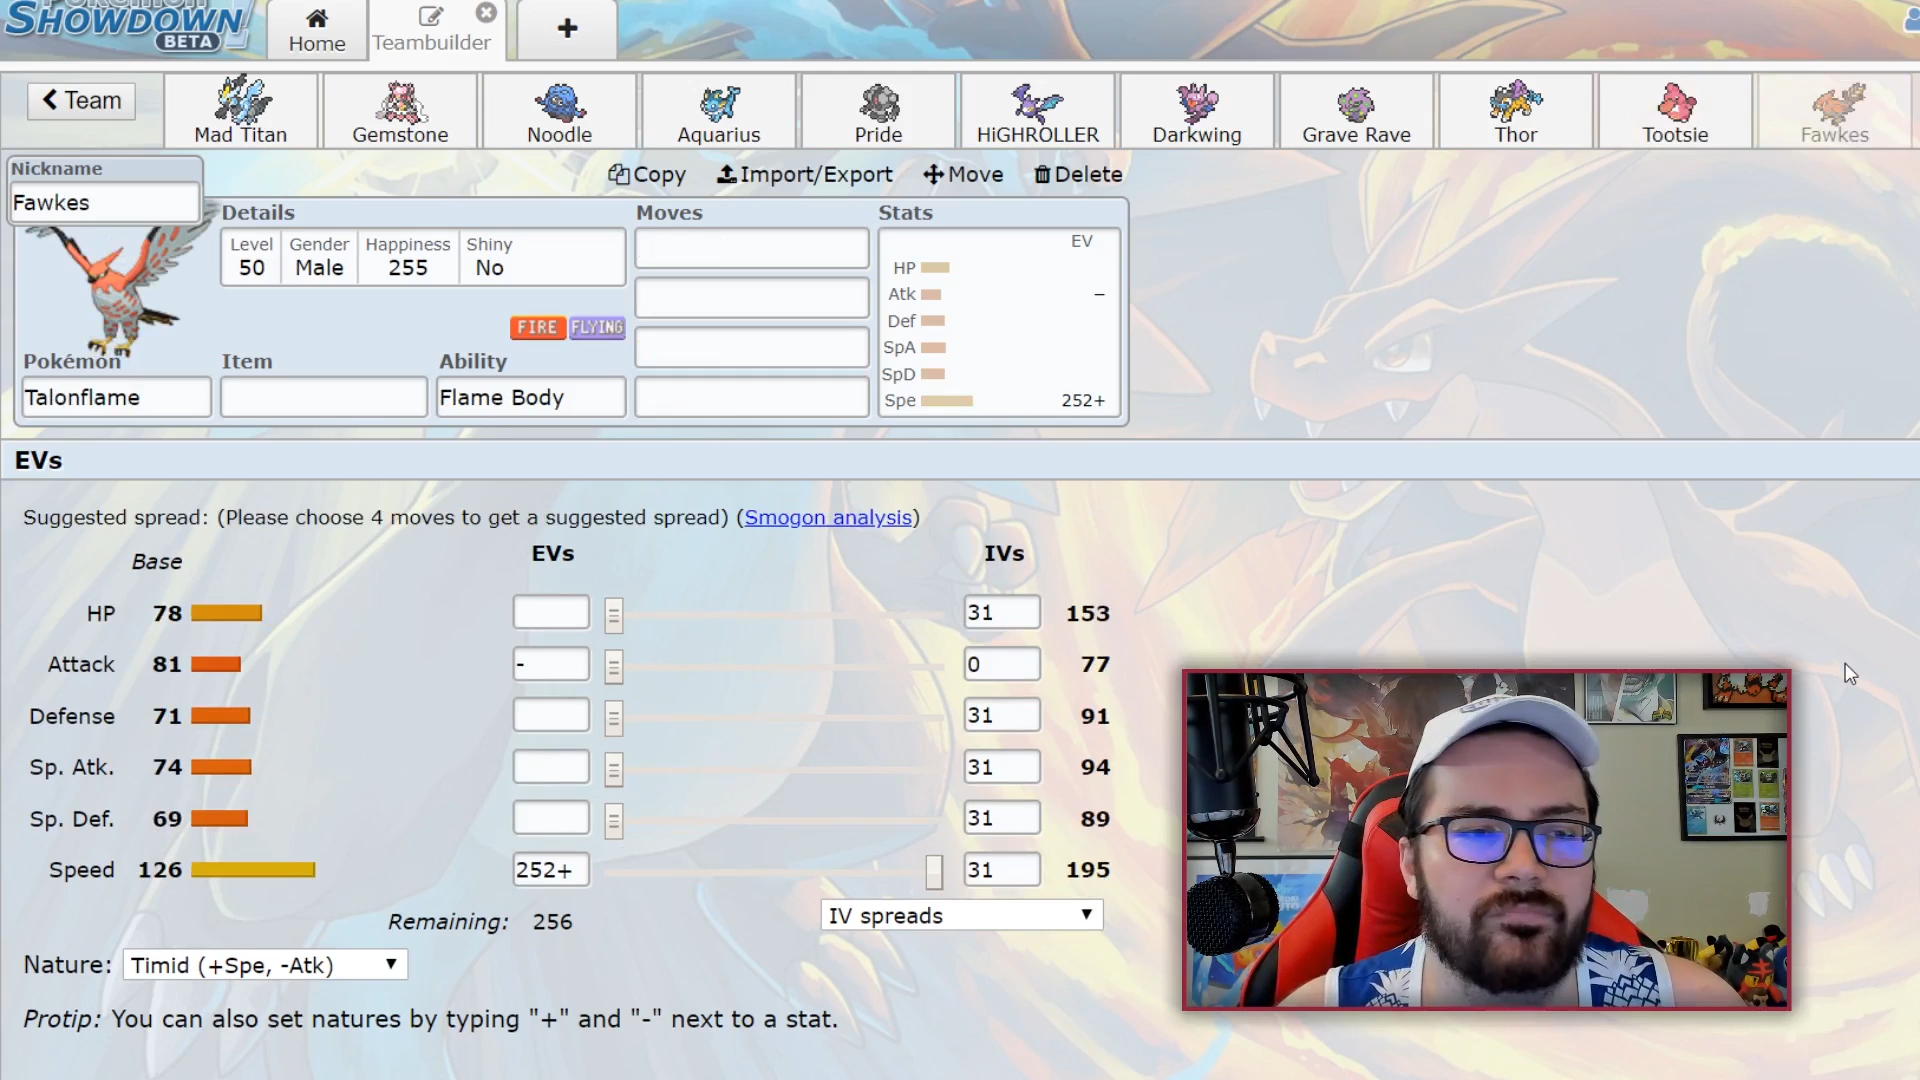 Pokémon
SHOWDOWN
BETA
Home
Teambuilder
+
Team
Mad Titan
Gemstone
Noodle
Aquarius
Pride
HiGHROLLER
Darkwing
Grave Rave
Thor
Tootsie
Fawkes
Nickname
Fawkes
Copy
Import/Export
Move
Delete
Details
Level
50
Gender
Male
Happiness
255
Shiny
No
FIRE FLYING
Pokémon
Talonflame
Item
Ability
Flame Body
Moves
Stats
EV
HP
Atk –
Def
SpA
SpD
Spe 252+
EVs
Suggested spread: (Please choose 4 moves to get a suggested spread) (Smogon analysis)
Base EVs IVs
HP 78 31 153
Attack 81 - 0 77
Defense 71 31 91
Sp. Atk. 74 31 94
Sp. Def. 69 31 89
Speed 126 252+ 31 195
Remaining: 256
IV spreads
Nature: Timid (+Spe, -Atk)
Protip: You can also set natures by typing "+" and "-" next to a stat.